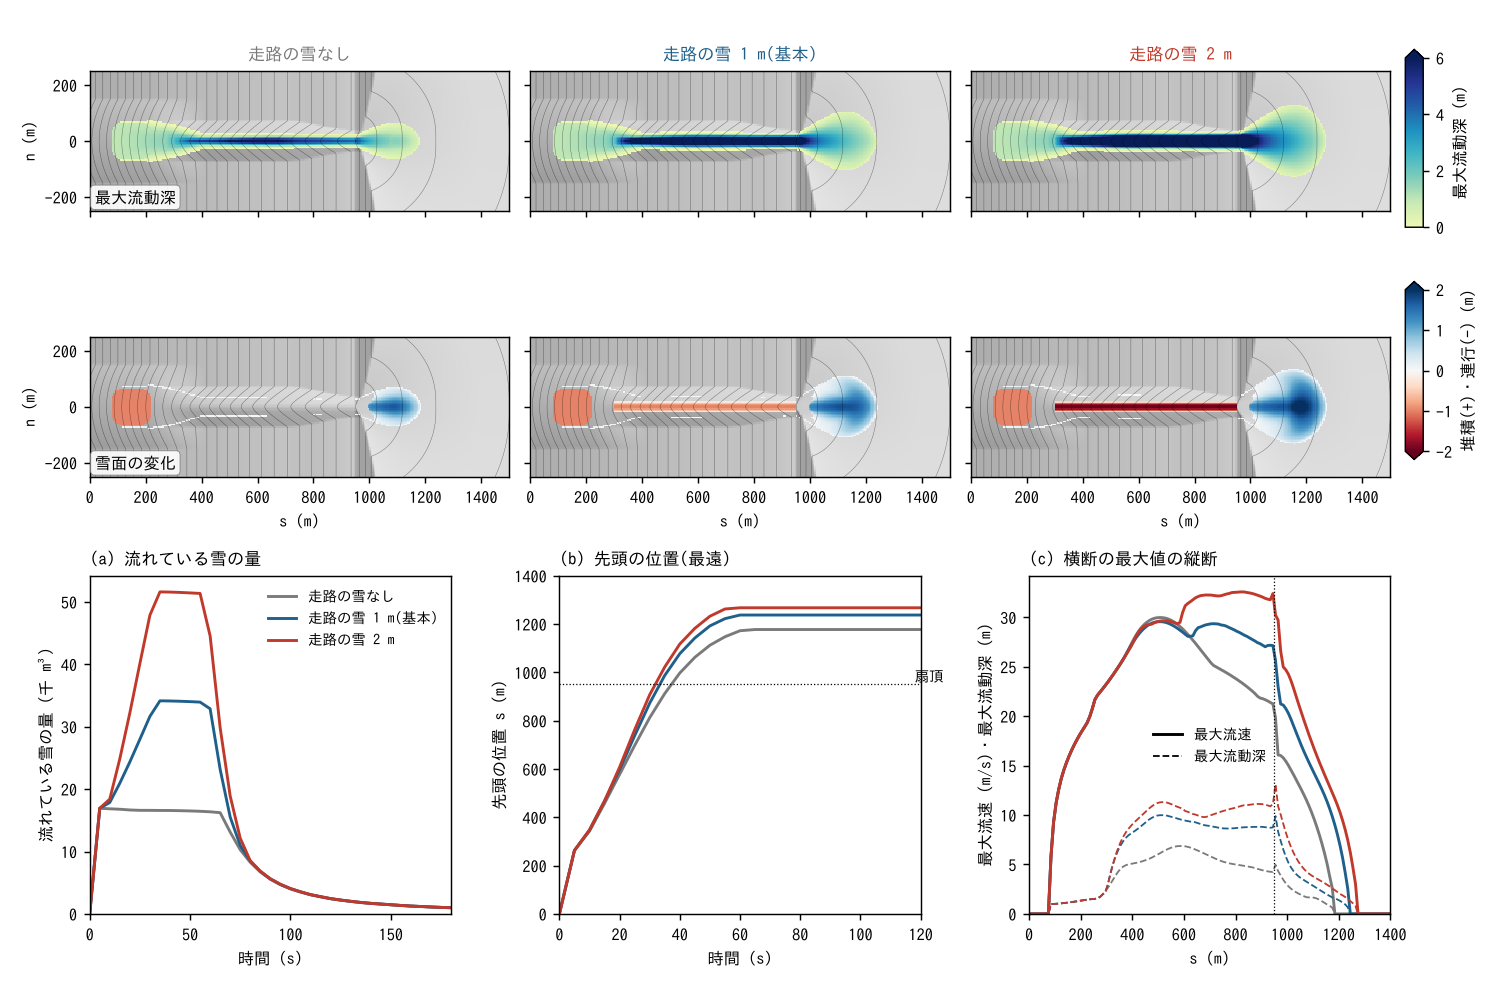 走路の雪なし
走路の雪 1 m(基本)
走路の雪 2 m
200
0
-200
n (m)
最大流動深
6
4
2
0
最大流動深 (m)
200
0
-200
n (m)
雪面の変化
0 200 400 600 800 1000 1200 1400
s (m)
0 200 400 600 800 1000 1200 1400
s (m)
0 200 400 600 800 1000 1200 1400
s (m)
2
1
0
-1
-2
堆積(+)・連行(-) (m)
(a) 流れている雪の量
50
40
30
20
10
0
流れている雪の量 (千 m³)
走路の雪なし
走路の雪 1 m(基本)
走路の雪 2 m
0 50 100 150
時間 (s)
(b) 先頭の位置(最遠)
1400
1200
1000
800
600
400
200
0
先頭の位置 s (m)
扇頂
0 20 40 60 80 100 120
時間 (s)
(c) 横断の最大値の縦断
30
25
20
15
10
5
0
最大流速 (m/s)・最大流動深 (m)
最大流速
最大流動深
0 200 400 600 800 1000 1200 1400
s (m)